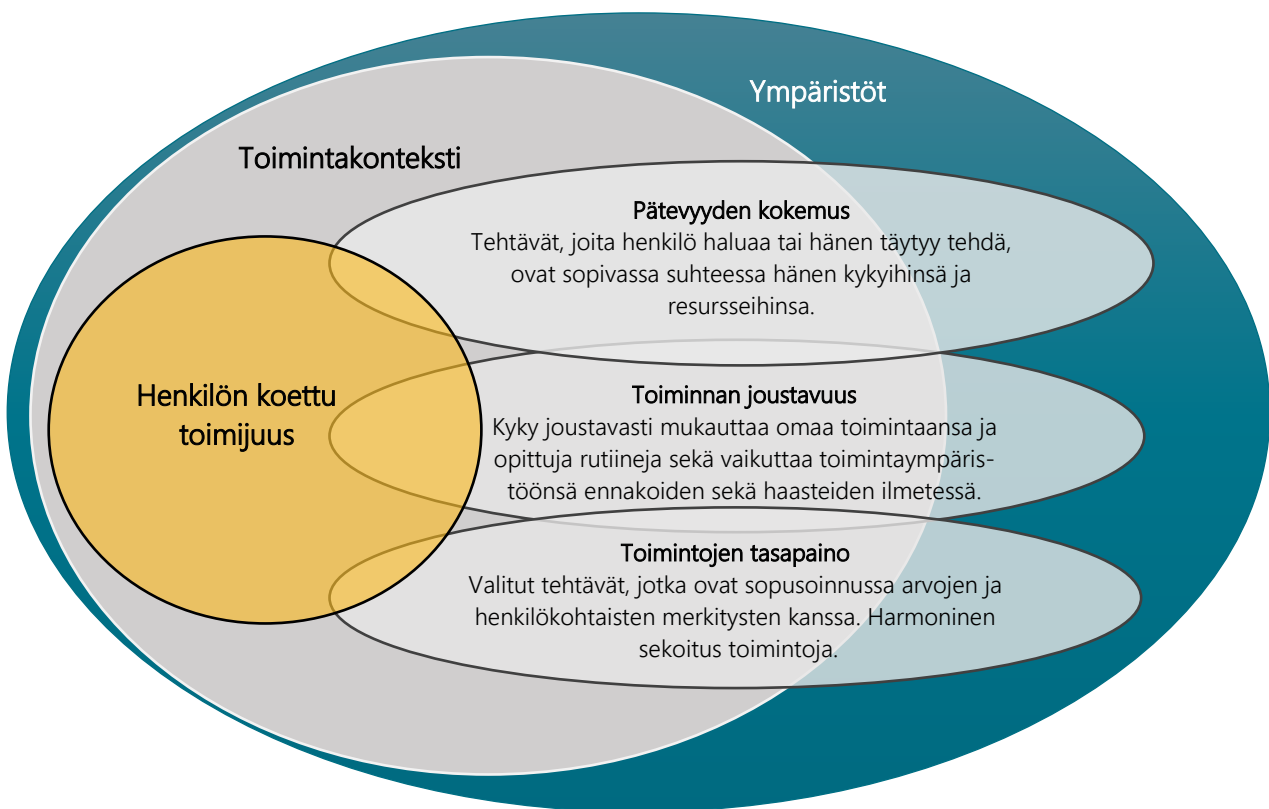 Ympäristöt
Toimintakonteksti
Pätevyyden kokemus
Tehtävät, joita henkilö haluaa tai hänen täytyy tehdä,
ovat sopivassa suhteessa hänen kykyihinsä ja
resursseihinsa.
Henkilön koettu
toimijuus
Toiminnan joustavuus
Kyky joustavasti mukauttaa omaa toimintaansa ja
opittuja rutiineja sekä vaikuttaa toimintaympäris-
töönsä ennakoiden sekä haasteiden ilmetessä.
Toimintojen tasapaino
Valitut tehtävät, jotka ovat sopusoinnussa arvojen ja
henkilökohtaisten merkitysten kanssa. Harmoninen
sekoitus toimintoja.